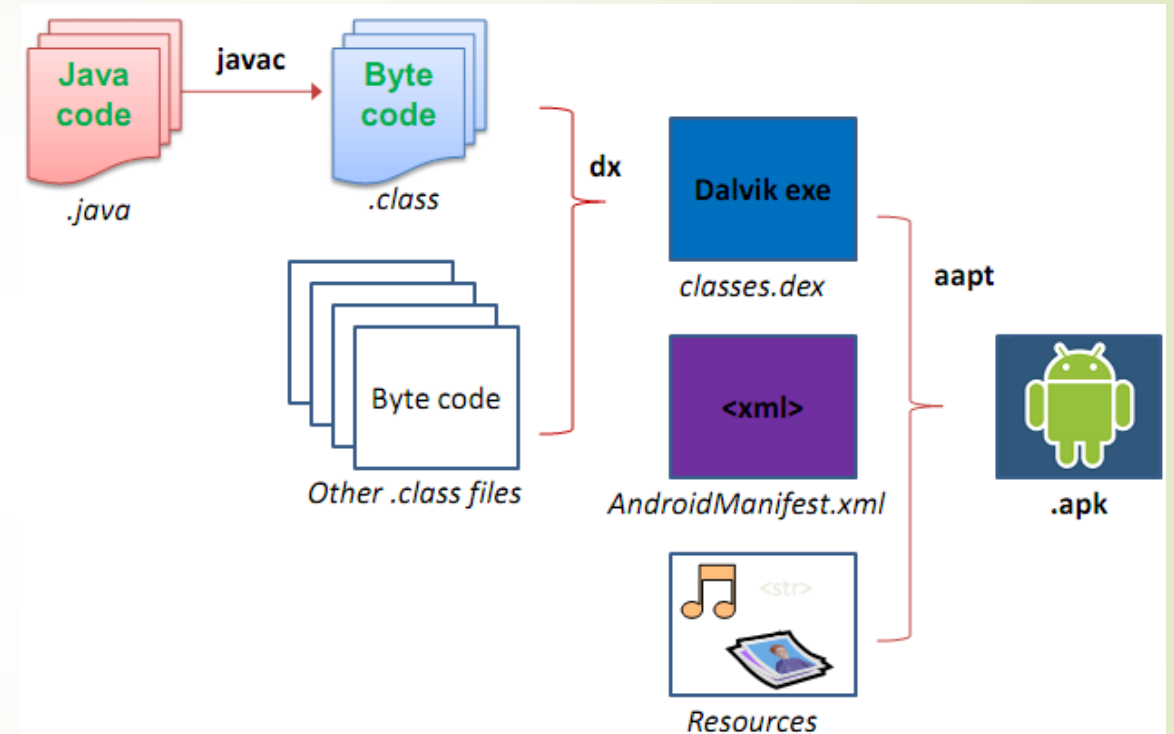 Java
code
javac
Byte
code
.java
.class
dx
Dalvik exe
classes.dex
aapt
Byte code
Other .class files
<xml>
AndroidManifest.xml
.apk
<str>
Resources